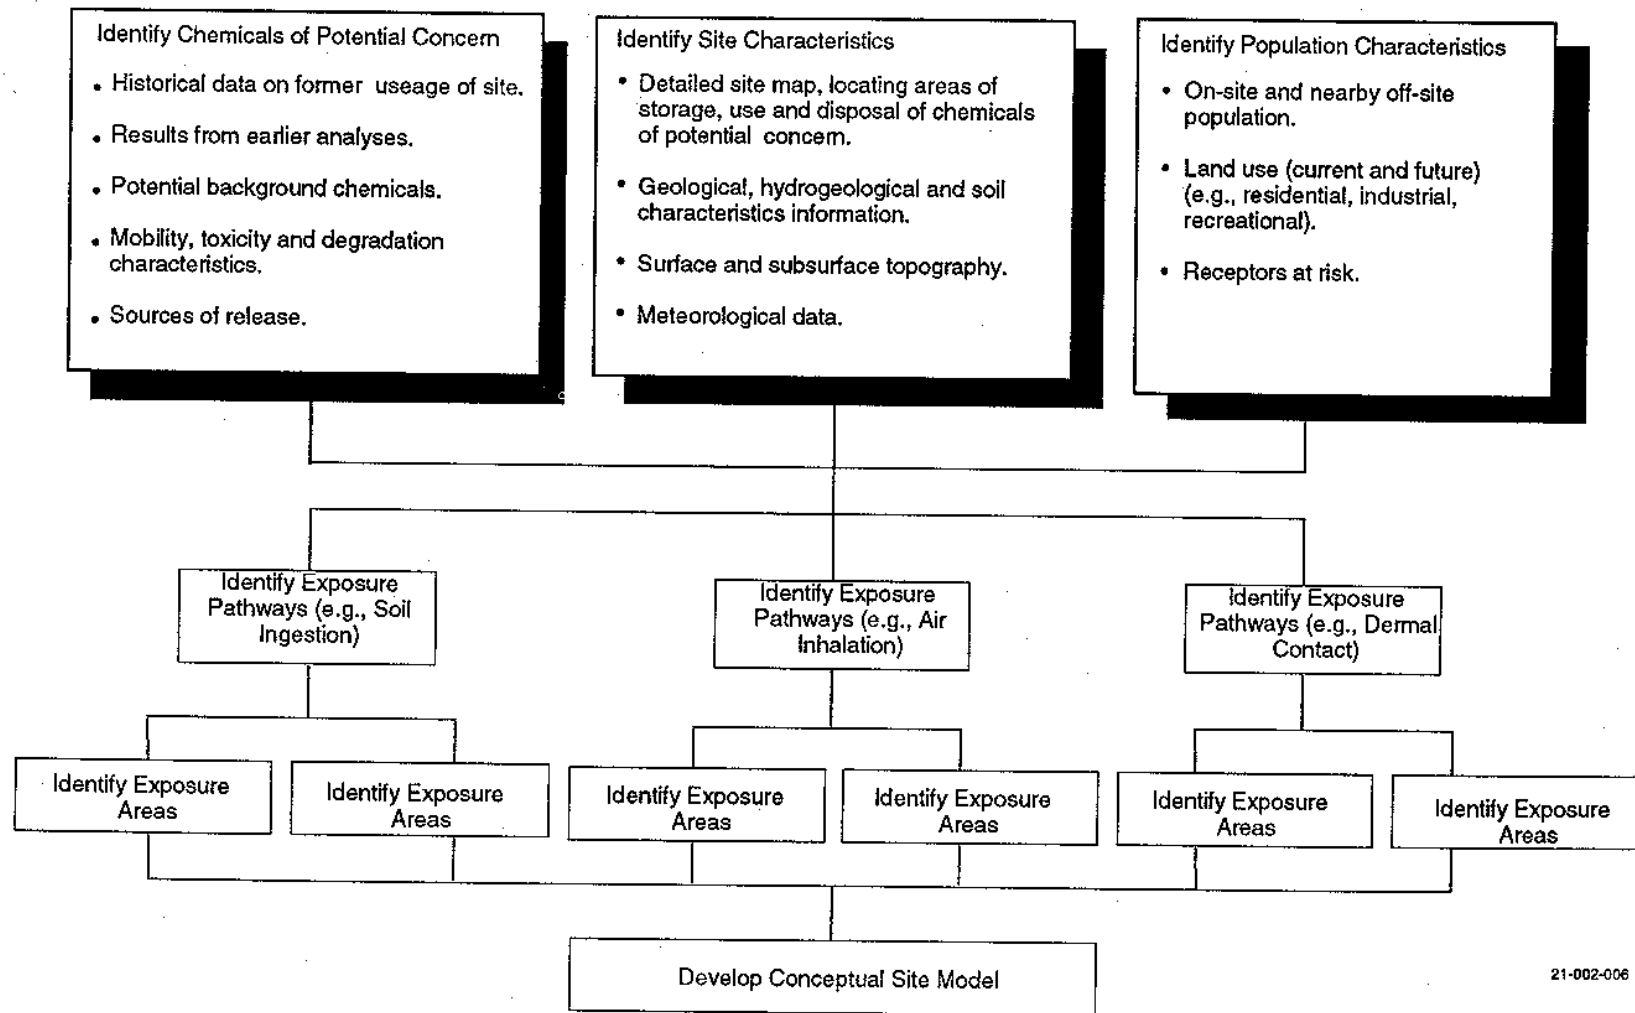 Identify Chemicals of Potential Concern
• Historical data on former useage of site.
• Results from earlier analyses.
• Potential background chemicals.
• Mobility, toxicity and degradation
characteristics.
• Sources of release.
Identify Site Characteristics
• Detailed site map, locating areas of
storage, use and disposal of chemicals
of potential concern.
• Geological, hydrogeological and soil
characteristics information.
• Surface and subsurface topography.
• Meteorological data.
Identify Population Characteristics
• On-site and nearby off-site
population.
• Land use (current and future)
(e.g., residential, industrial,
recreational).
• Receptors at risk.
Identify Exposure
Pathways (e.g., Soil
Ingestion)
Identify Exposure
Pathways (e.g., Air
Inhalation)
Identify Exposure
Pathways (e.g., Dermal
Contact)
Identify Exposure
Areas
Identify Exposure
Areas
Identify Exposure
Areas
Identify Exposure
Areas
Identify Exposure
Areas
Identify Exposure
Areas
Develop Conceptual Site Model
21-002-006